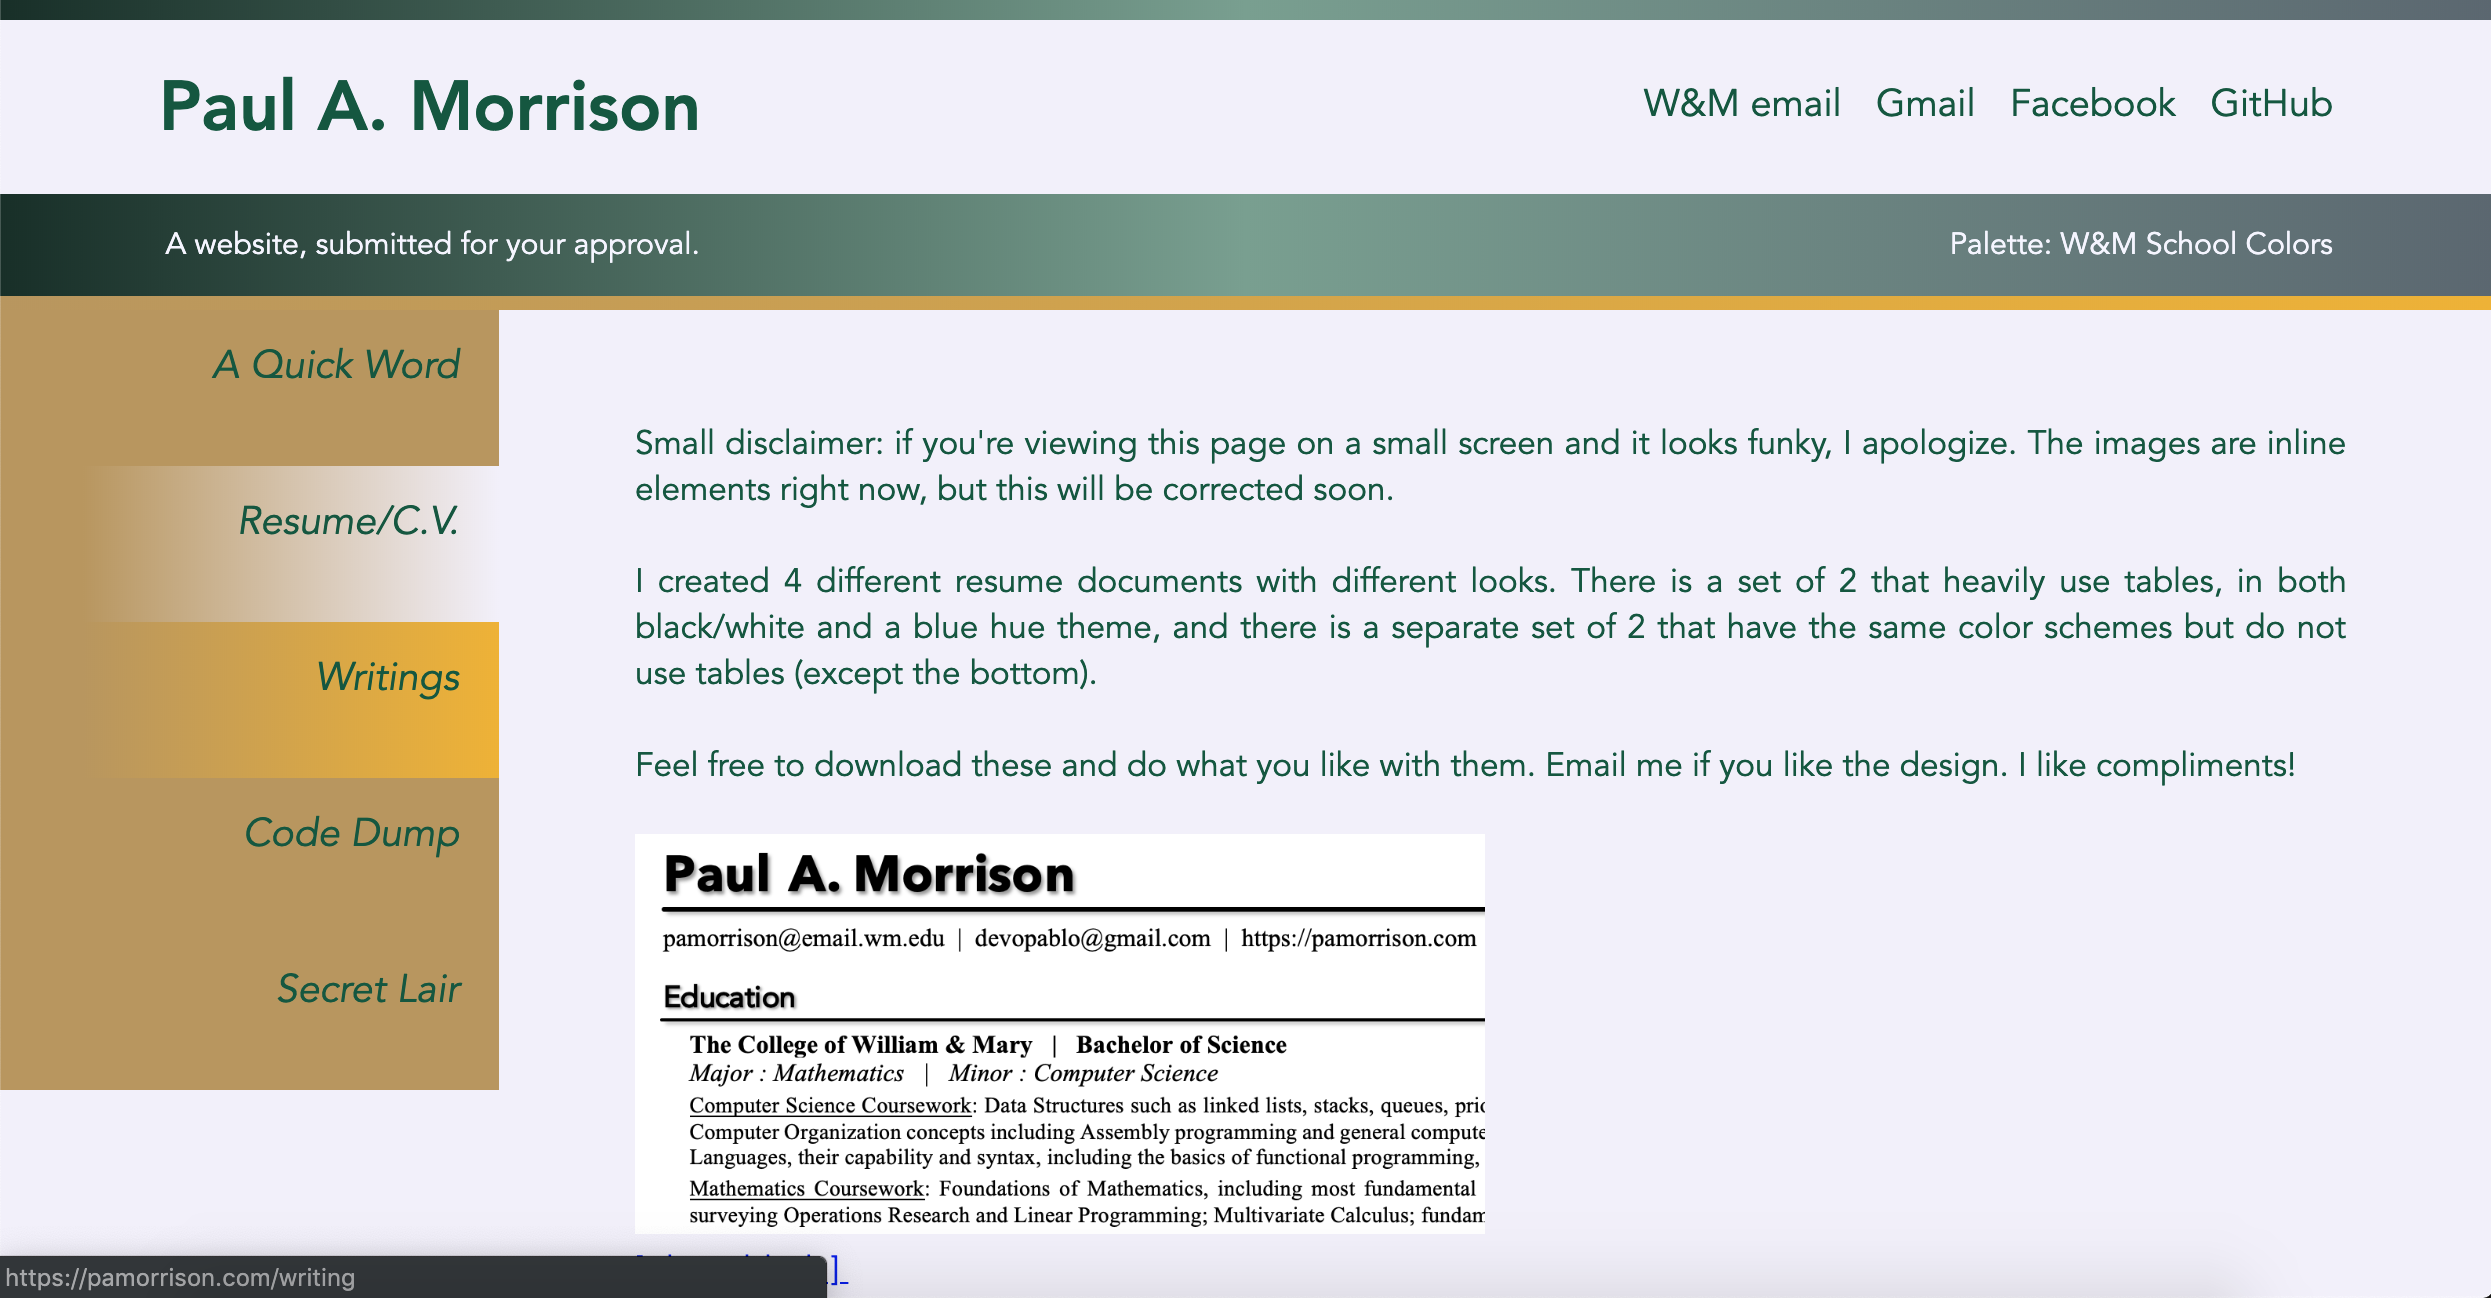 Paul A. Morrison
W&M email Gmail Facebook GitHub
A website, submitted for your approval.
Palette: W&M School Colors
A Quick Word
Resume/C.V.
Writings
Code Dump
Secret Lair
Small disclaimer: if you're viewing this page on a small screen and it looks funky, I apologize. The images are inline
elements right now, but this will be corrected soon.
I created 4 different resume documents with different looks. There is a set of 2 that heavily use tables, in both
black/white and a blue hue theme, and there is a separate set of 2 that have the same color schemes but do not
use tables (except the bottom).
Feel free to download these and do what you like with them. Email me if you like the design. I like compliments!
Paul A. Morrison
pamorrison@email.wm.edu | devopablo@gmail.com | https://pamorrison.com
Education
The College of William & Mary | Bachelor of Science
Major : Mathematics | Minor : Computer Science
Computer Science Coursework: Data Structures such as linked lists, stacks, queues,
Computer Organization concepts including Assembly programming and general
Languages, their capability and syntax, including the basics of functional programming,
Mathematics Coursework: Foundations of Mathematics, including most fundamental
surveying Operations Research and Linear Programming; Multivariate Calculus;
]
https://pamorrison.com/writing